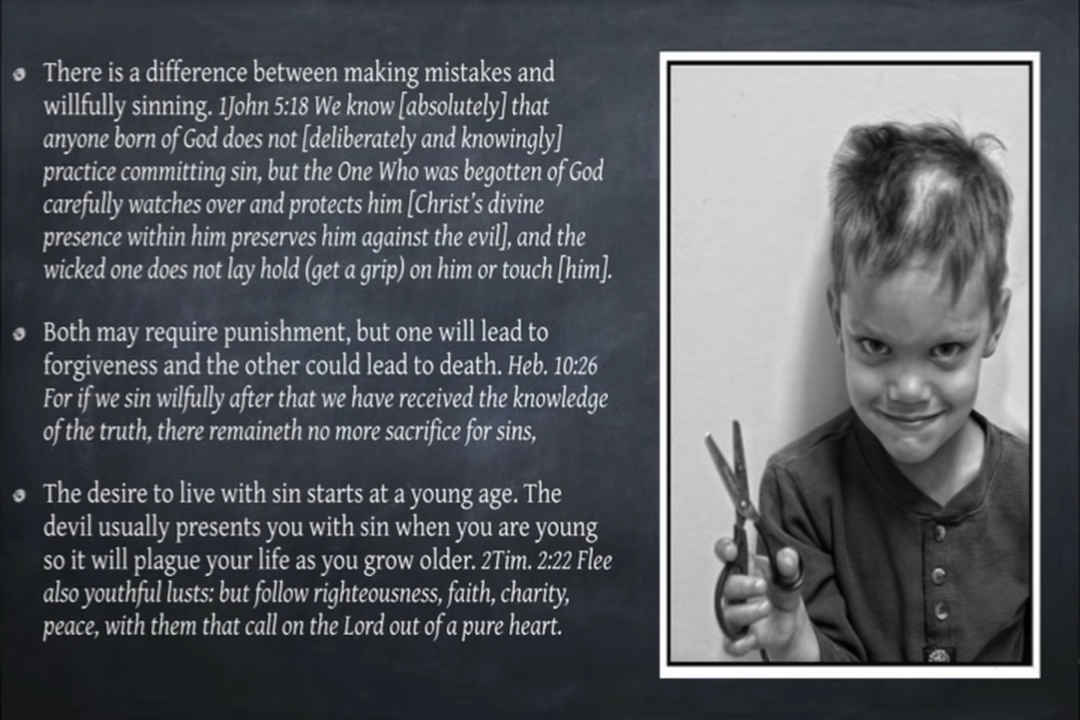 There is a difference between making mistakes and
willfully sinning. 1John 5:18 We know [absolutely] that
anyone born of God does not [deliberately and knowingly]
practice committing sin, but the One Who was begotten of God
carefully watches over and protects him [Christ's divine
presence within him preserves him against the evil], and the
wicked one does not lay hold (get a grip) on him or touch [him].
Both may require punishment, but one will lead to
forgiveness and the other could lead to death. Heb. 10:26
For if we sin wilfully after that we have received the knowledge
of the truth, there remaineth no more sacrifice for sins,
The desire to live with sin starts at a young age. The
devil usually presents you with sin when you are young
so it will plague your life as you grow older. 2Tim. 2:22 Flee
also youthful lusts: but follow righteousness, faith, charity,
peace, with them that call on the Lord out of a pure heart.